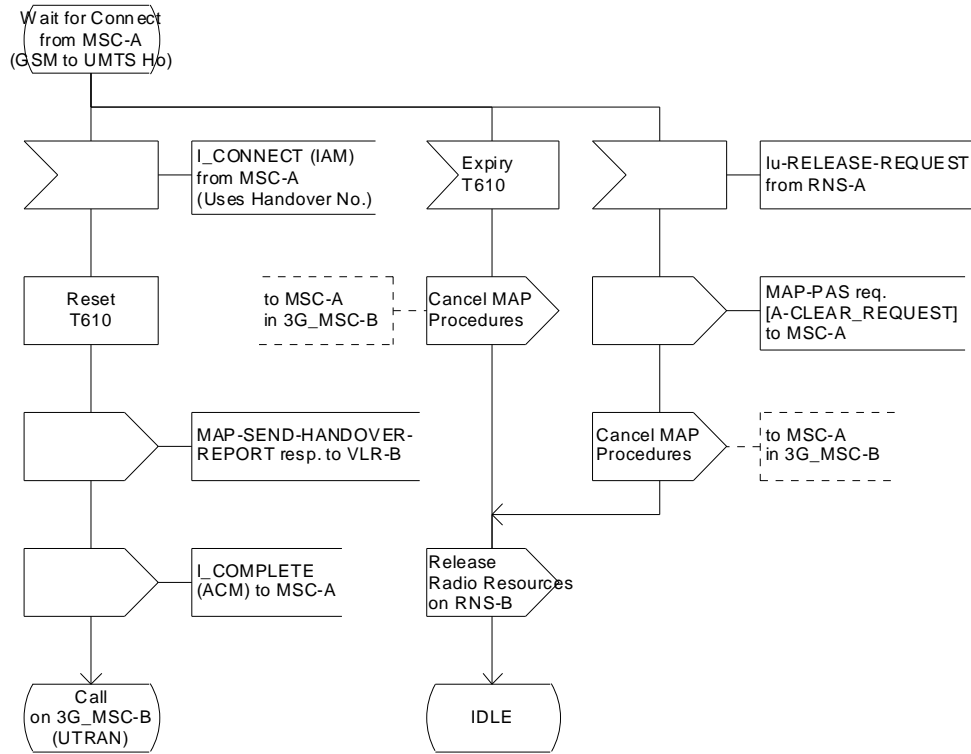 Wait for Connect
from MSC-A
(GSM to UMTS Ho)
I_CONNECT (IAM)
from MSC-A
(Uses Handover No.)
Expiry
T610
Iu-RELEASE-REQUEST
from RNS-A
Reset
T610
to MSC-A
in 3G_MSC-B
Cancel MAP
Procedures
MAP-PAS req.
[A-CLEAR_REQUEST]
to MSC-A
MAP-SEND-HANDOVER-
REPORT resp. to VLR-B
Cancel MAP
Procedures
to MSC-A
in 3G_MSC-B
I_COMPLETE
(ACM) to MSC-A
Release
Radio Resources
on RNS-B
Call
on 3G_MSC-B
(UTRAN)
IDLE